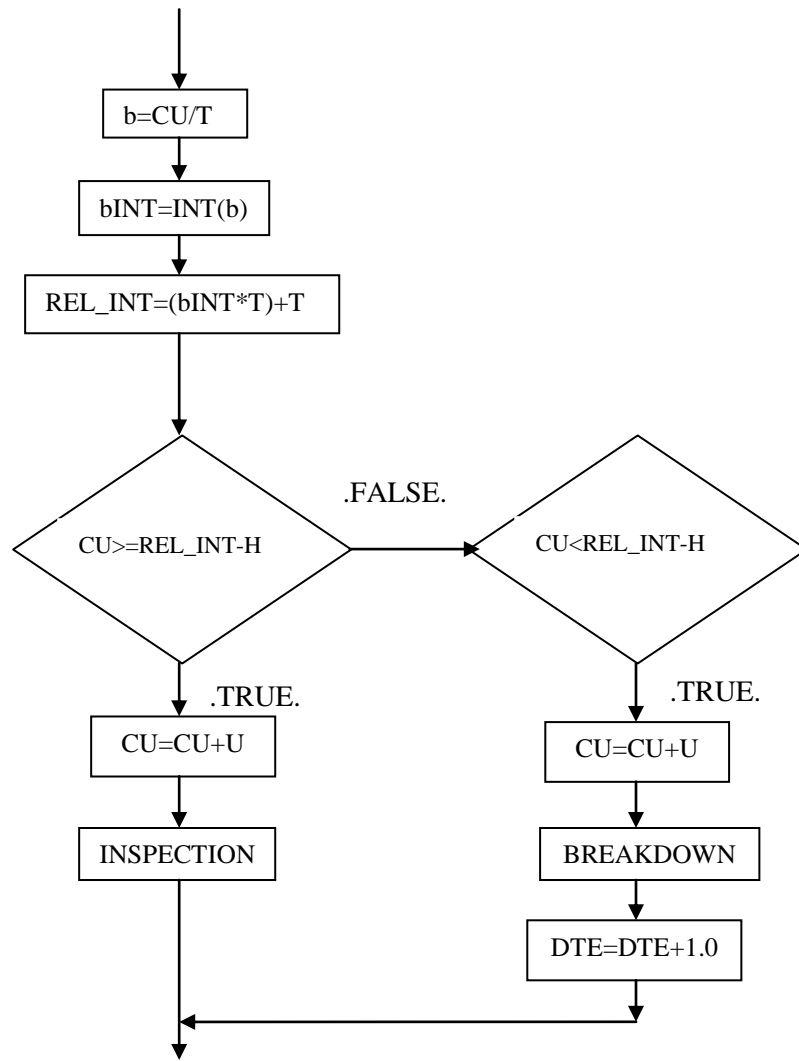 b=CU/T
bINT=INT(b)
REL_INT=(bINT*T)+T
CU>=REL_INT-H
.FALSE.
CU<REL_INT-H
.TRUE.
.TRUE.
CU=CU+U
CU=CU+U
INSPECTION
BREAKDOWN
DTE=DTE+1.0